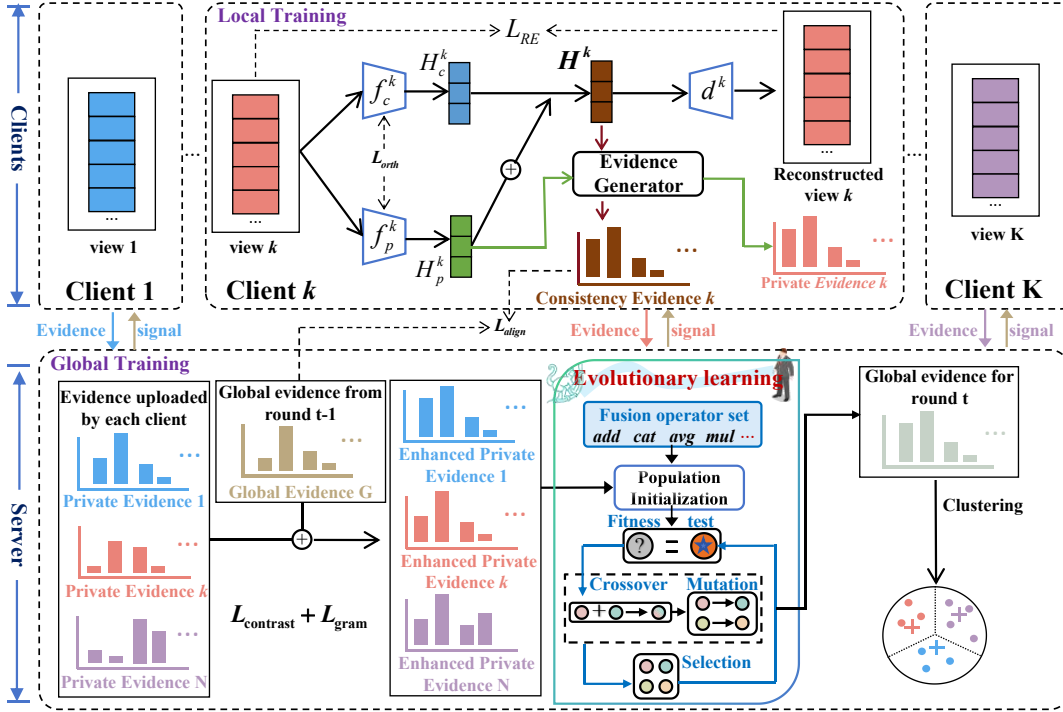 Clients
Local Training
view 1
...
Client 1
view k
...
Client k
L_RE
f_c^k
H_c^k
L_orth
f_p^k
H_p^k
+
H^k
d^k
Evidence
Generator
...
Reconstructed
view k
...
Consistency Evidence k
...
Private Evidence k
...
view K
Client K
L_align
Evidence
signal
Evidence
signal
Evidence
signal
Server
Global Training
Evidence uploaded
by each client
...
Private Evidence 1
...
Private Evidence k
...
Private Evidence N
Global evidence from
round t-1
...
Global Evidence G
+
L_contrast + L_gram
...
Enhanced Private
Evidence 1
...
Enhanced Private
Evidence k
...
Enhanced Private
Evidence N
Evolutionary learning
Fusion operator set
add cat avg mul ...
Population
Initialization
Fitness test
? =
Crossover
Mutation
+
Selection
Global evidence for
round t
...
Clustering